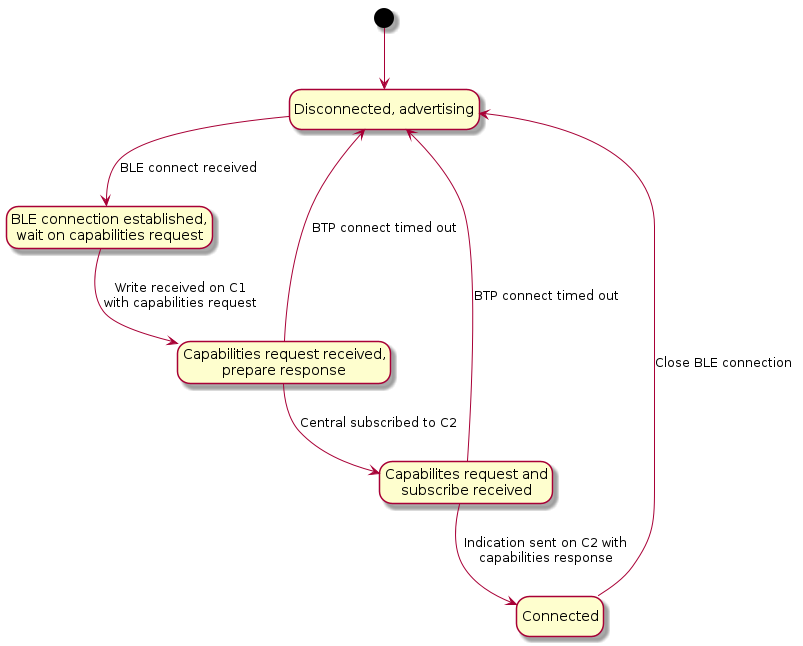 Disconnected, advertising
BLE connect received
BLE connection established,
wait on capabilities request
BTP connect timed out
Write received on C1
with capabilities request
BTP connect timed out
Capabilities request received,
prepare response
Close BLE connection
Central subscribed to C2
Capabilites request and
subscribe received
Indication sent on C2 with
capabilities response
Connected